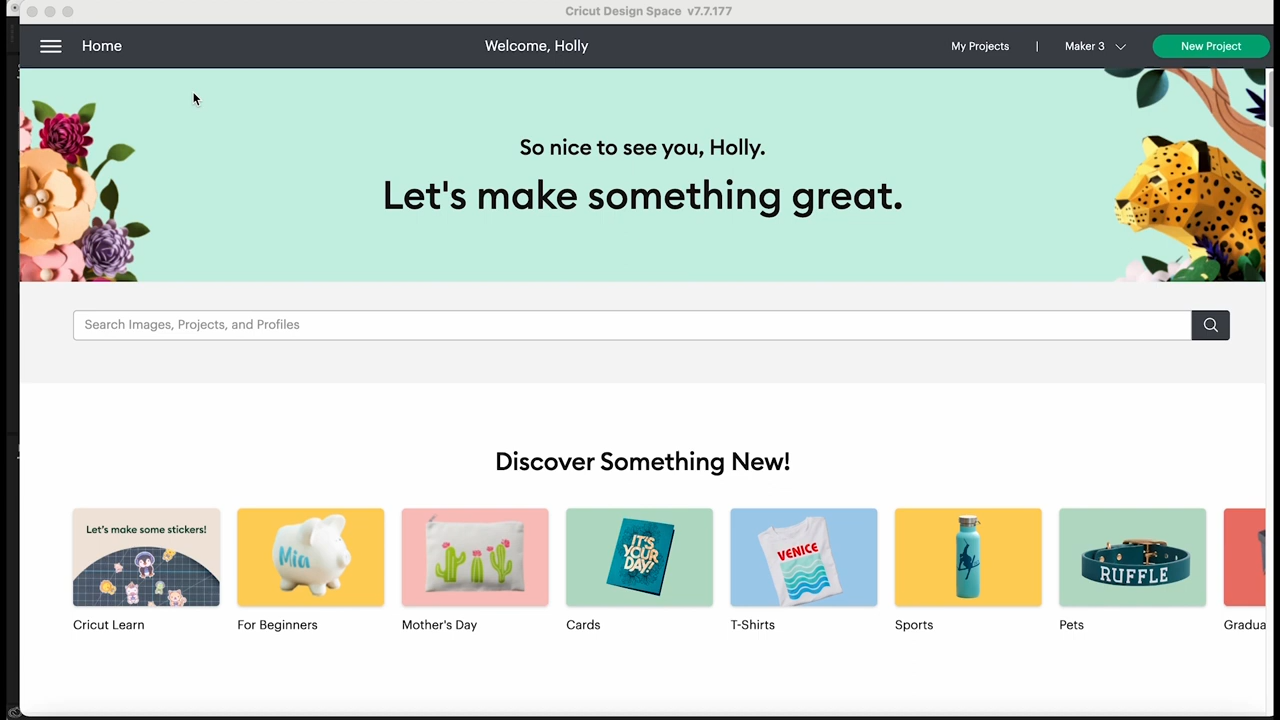 Cricut Design Space v7.7.177
Home
Welcome, Holly
My Projects | Maker 3
New Project
So nice to see you, Holly.
Let's make something great.
Search Images, Projects, and Profiles
Discover Something New!
Let's make some stickers!
Mia
IT'S
YOUR
DAY!
VENICE
RUFFLE
Cricut Learn
For Beginners
Mother's Day
Cards
T-Shirts
Sports
Pets
Gradua